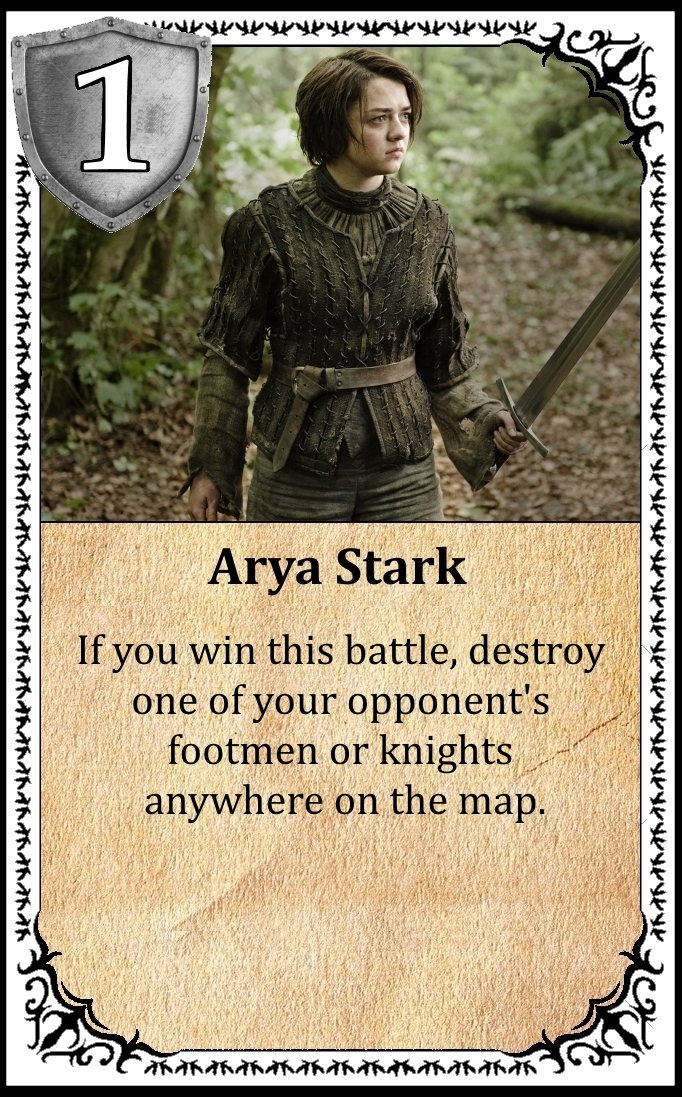 1
Arya Stark
If you win this battle, destroy
one of your opponent's
footmen or knights
anywhere on the map.